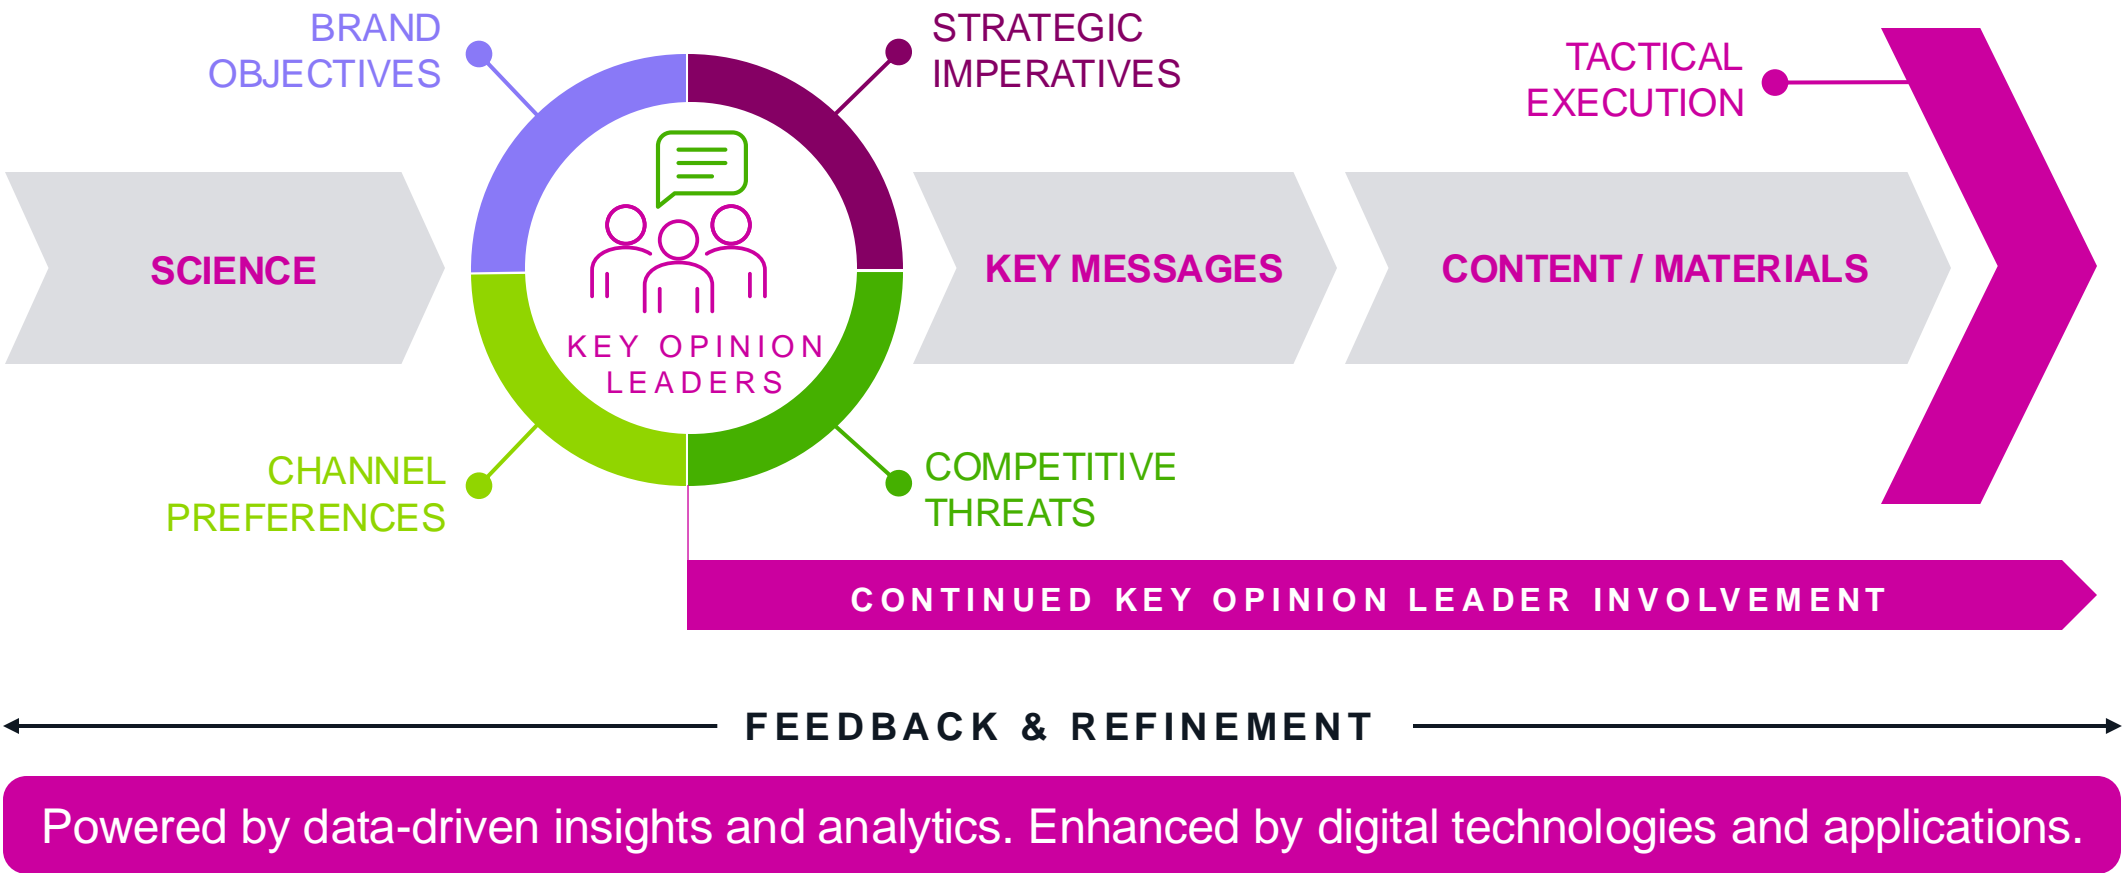 BRAND
OBJECTIVES
STRATEGIC
IMPERATIVES
TACTICAL
EXECUTION
SCIENCE
KEY OPINION
LEADERS
KEY MESSAGES
CONTENT / MATERIALS
CHANNEL
PREFERENCES
COMPETITIVE
THREATS
CONTINUED KEY OPINION LEADER INVOLVEMENT
FEEDBACK & REFINEMENT
Powered by data-driven insights and analytics. Enhanced by digital technologies and applications.